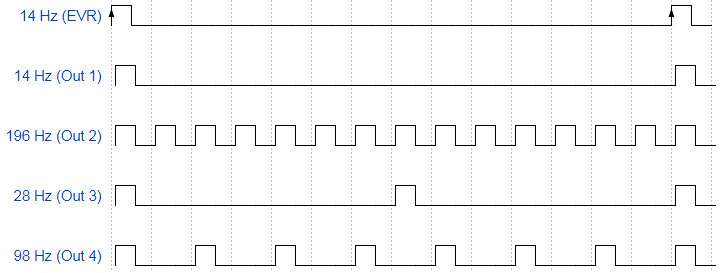 14 Hz (EVR)
14 Hz (Out 1)
196 Hz (Out 2)
28 Hz (Out 3)
98 Hz (Out 4)